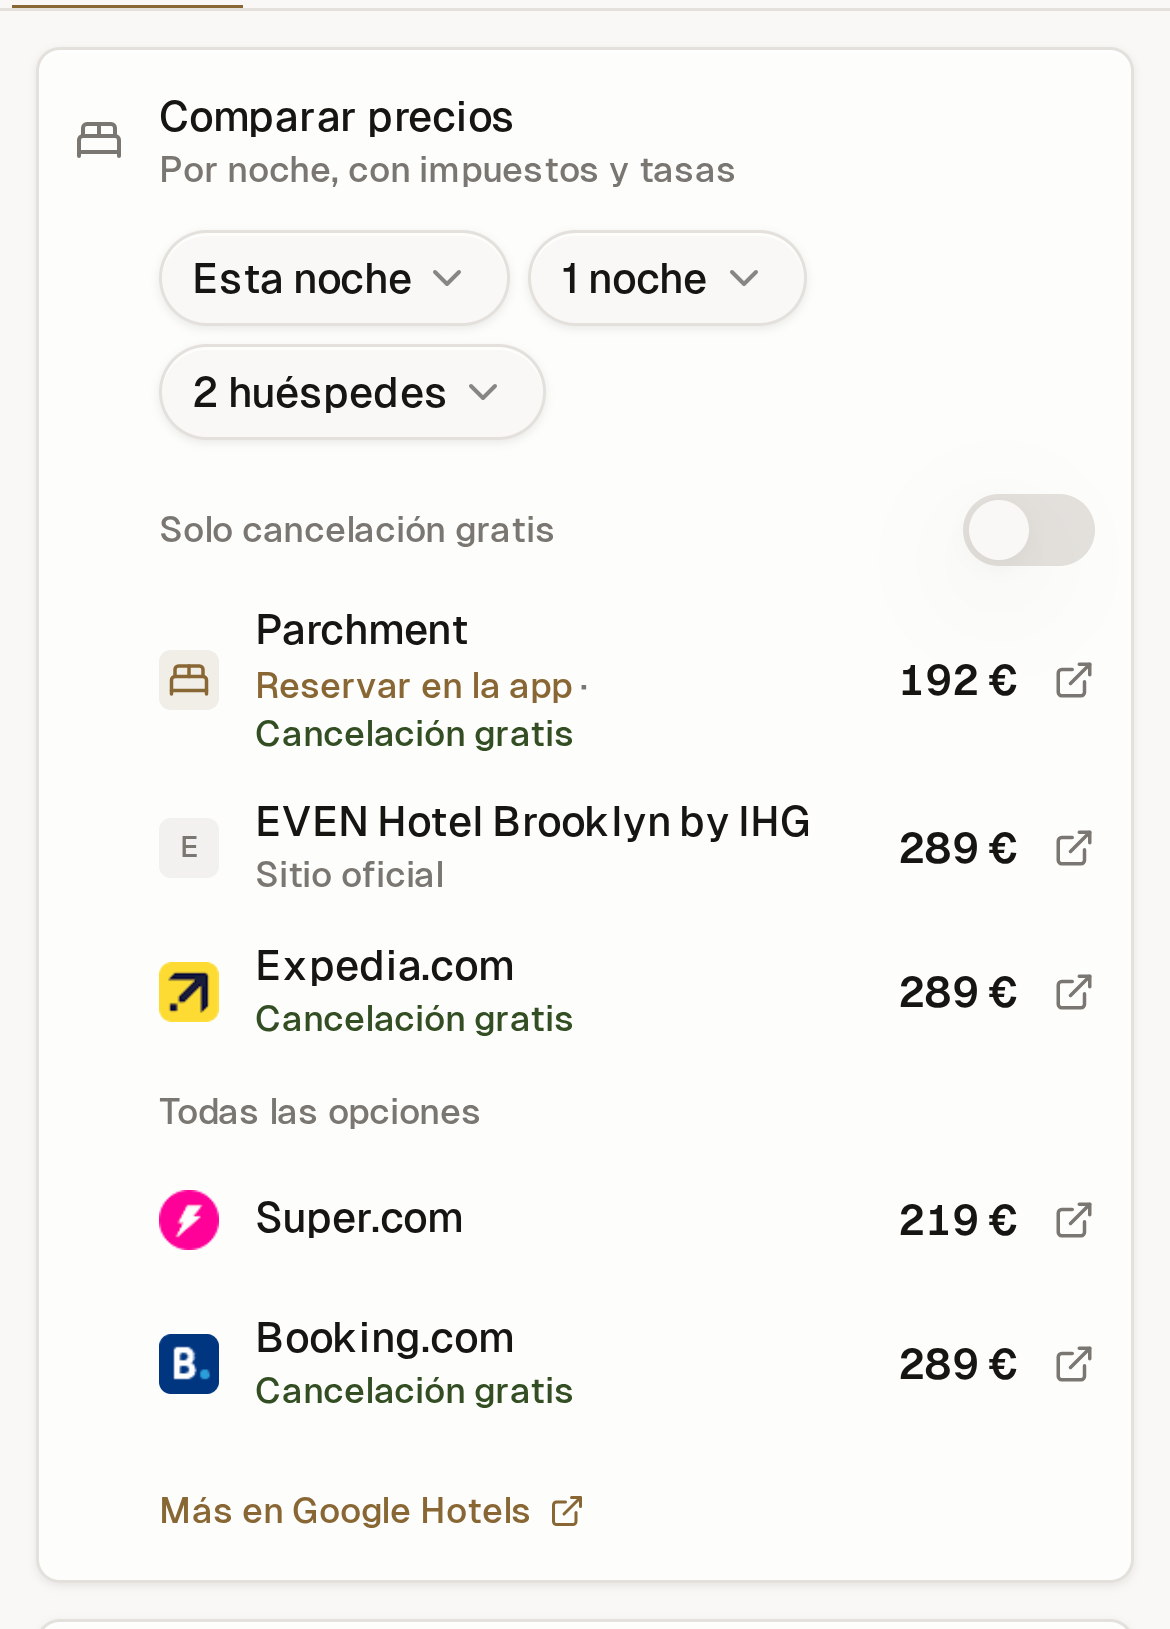 Comparar precios
Por noche, con impuestos y tasas
Esta noche
1 noche
2 huéspedes
Solo cancelación gratis
Parchment
Reservar en la app ·
Cancelación gratis
192 €
E
EVEN Hotel Brooklyn by IHG
Sitio oficial
289 €
Expedia.com
Cancelación gratis
289 €
Todas las opciones
Super.com
219 €
B.
Booking.com
Cancelación gratis
289 €
Más en Google Hotels